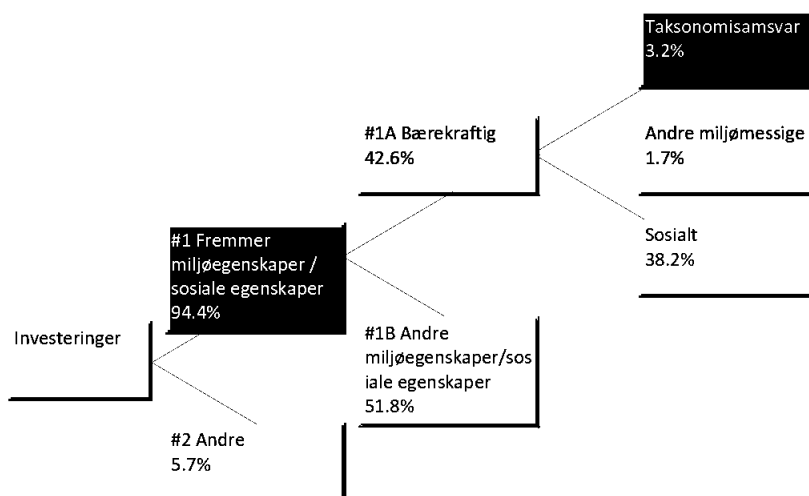 Taksonomisamsvar
3.2%
#1A Bærekraftig
42.6%
Andre miljømessige
1.7%
#1 Fremmer
miljøegenskaper /
sosiale egenskaper
94.4%
Sosialt
38.2%
Investeringer
#1B Andre
miljøegenskaper/sos
iale egenskaper
51.8%
#2 Andre
5.7%